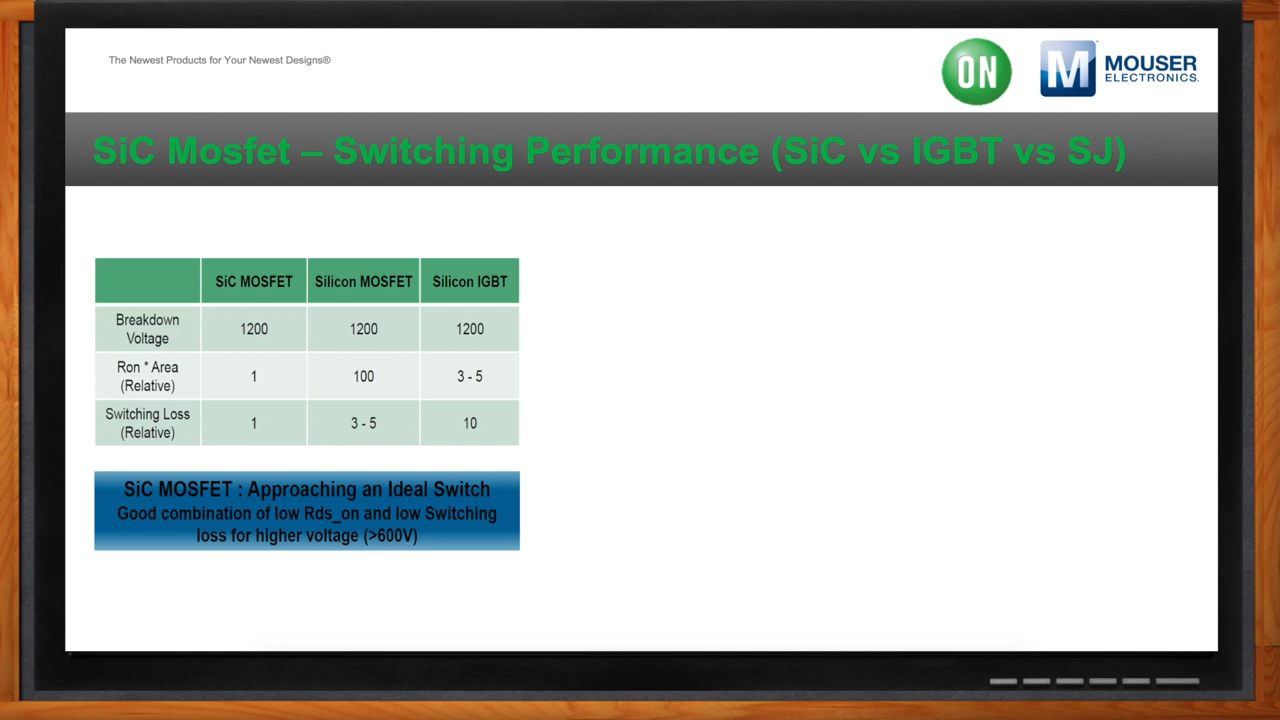 The Newest Products for Your Newest Designs®
ON
M
MOUSER
ELECTRONICS.
SiC Mosfet – Switching Performance (SiC vs IGBT vs SJ)
SiC MOSFET Silicon MOSFET Silicon IGBT
Breakdown
Voltage
1200 1200 1200
Ron * Area
(Relative)
1 100 3 - 5
Switching Loss
(Relative)
1 3 - 5 10
SiC MOSFET : Approaching an Ideal Switch
Good combination of low Rds_on and low Switching
loss for higher voltage (>600V)